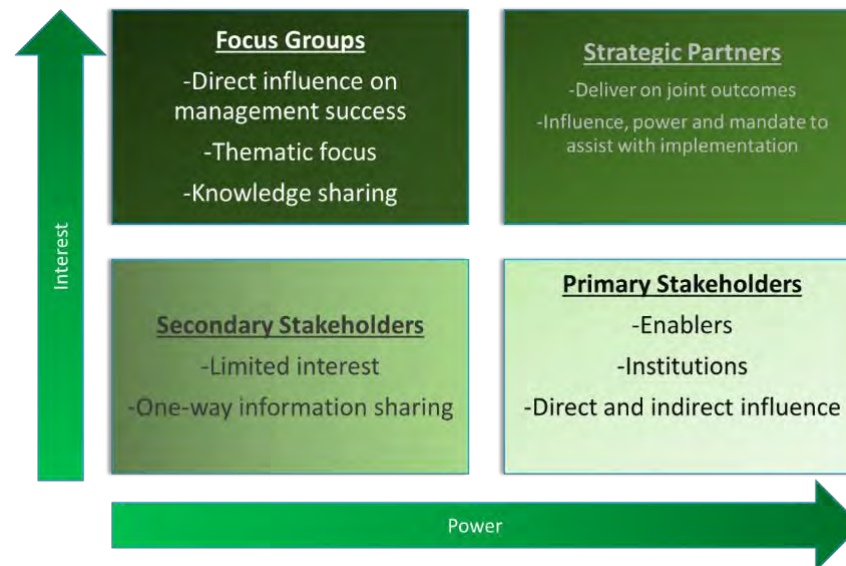 Focus Groups
-Direct influence on
management success
-Thematic focus
-Knowledge sharing
Strategic Partners
-Deliver on joint outcomes
-Influence, power and mandate to
assist with implementation
Interest
Secondary Stakeholders
-Limited interest
-One-way information sharing
Primary Stakeholders
-Enablers
-Institutions
-Direct and indirect influence
Power